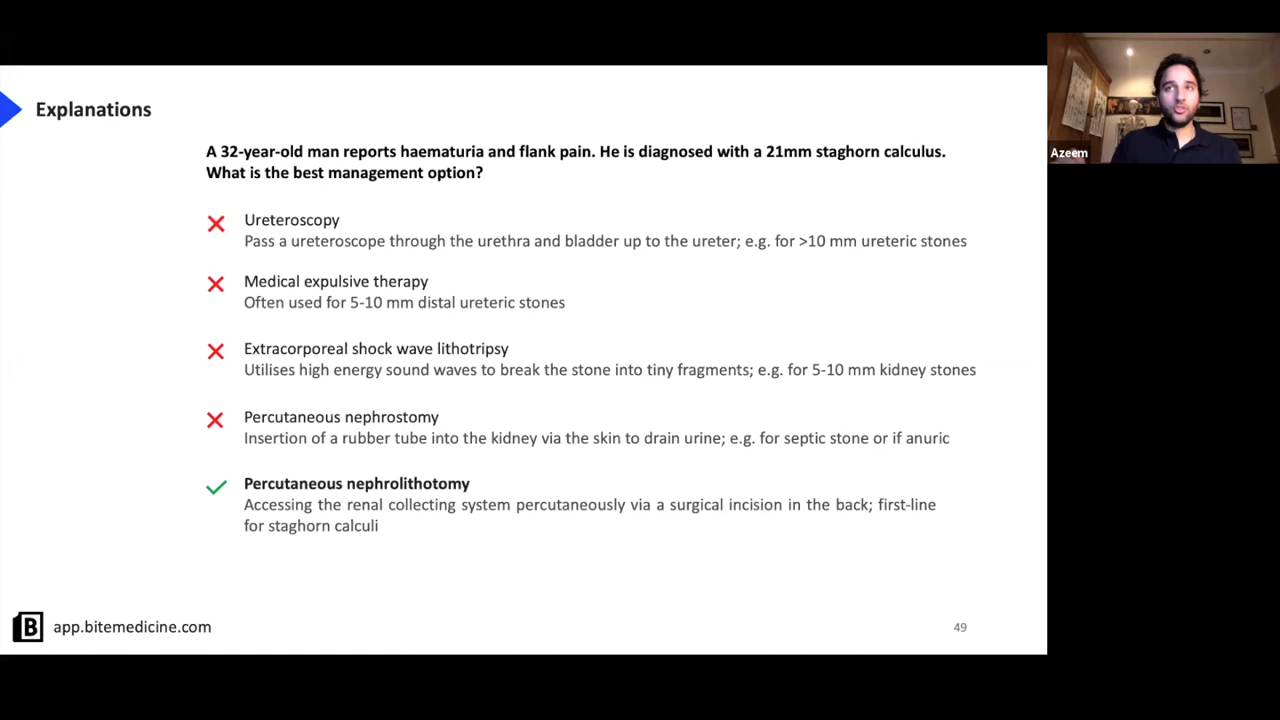 Explanations
A 32-year-old man reports haematuria and flank pain. He is diagnosed with a 21mm staghorn calculus.
What is the best management option?
Ureteroscopy
Pass a ureteroscope through the urethra and bladder up to the ureter; e.g. for >10 mm ureteric stones
Medical expulsive therapy
Often used for 5-10 mm distal ureteric stones
Extracorporeal shock wave lithotripsy
Utilises high energy sound waves to break the stone into tiny fragments; e.g. for 5-10 mm kidney stones
Percutaneous nephrostomy
Insertion of a rubber tube into the kidney via the skin to drain urine; e.g. for septic stone or if anuric
Percutaneous nephrolithotomy
Accessing the renal collecting system percutaneously via a surgical incision in the back; first-line
for staghorn calculi
B app.bitemedicine.com
49
Azeem